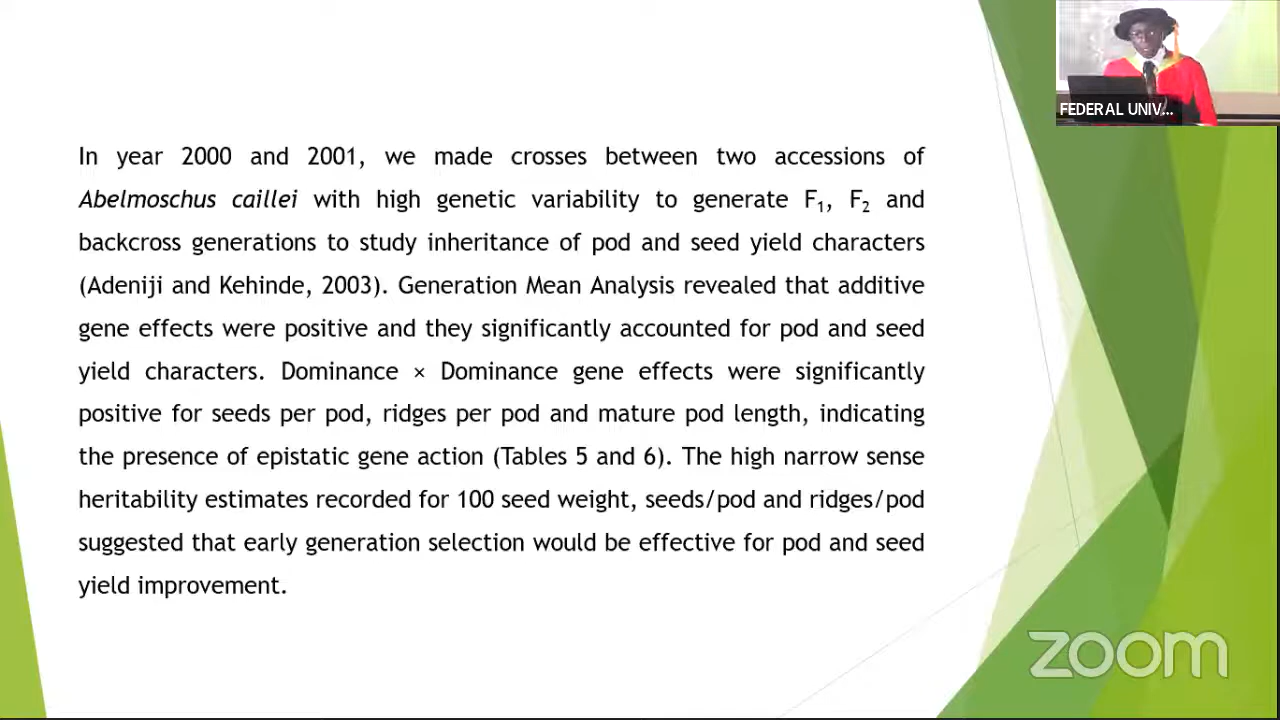 FEDERAL UNIV...
In year 2000 and 2001, we made crosses between two accessions of
Abelmoschus caillei with high genetic variability to generate F₁, F₂ and
backcross generations to study inheritance of pod and seed yield characters
(Adeniji and Kehinde, 2003). Generation Mean Analysis revealed that additive
gene effects were positive and they significantly accounted for pod and seed
yield characters. Dominance × Dominance gene effects were significantly
positive for seeds per pod, ridges per pod and mature pod length, indicating
the presence of epistatic gene action (Tables 5 and 6). The high narrow sense
heritability estimates recorded for 100 seed weight, seeds/pod and ridges/pod
suggested that early generation selection would be effective for pod and seed
yield improvement.
zoom